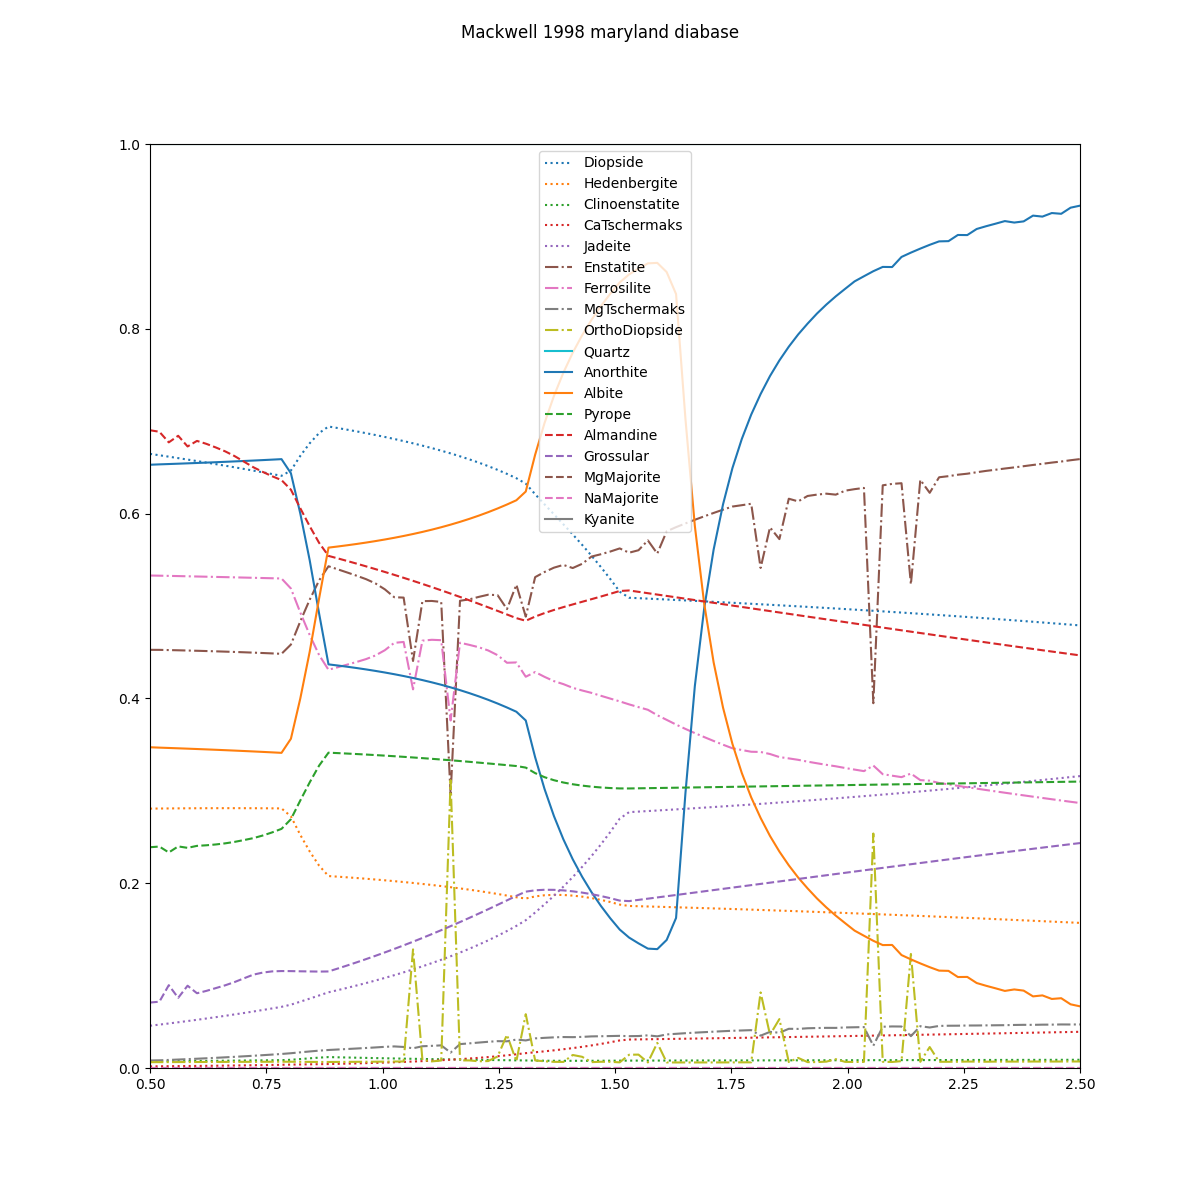 Mackwell 1998 maryland diabase
1.0
0.8
0.6
0.4
0.2
0.0
Diopside
Hedenbergite
Clinoenstatite
CaTschermaks
Jadeite
Enstatite
Ferrosilite
MgTschermaks
OrthoDiopside
Quartz
Anorthite
Albite
Pyrope
Almandine
Grossular
MgMajorite
NaMajorite
Kyanite
0.50 0.75 1.00 1.25 1.50 1.75 2.00 2.25 2.50